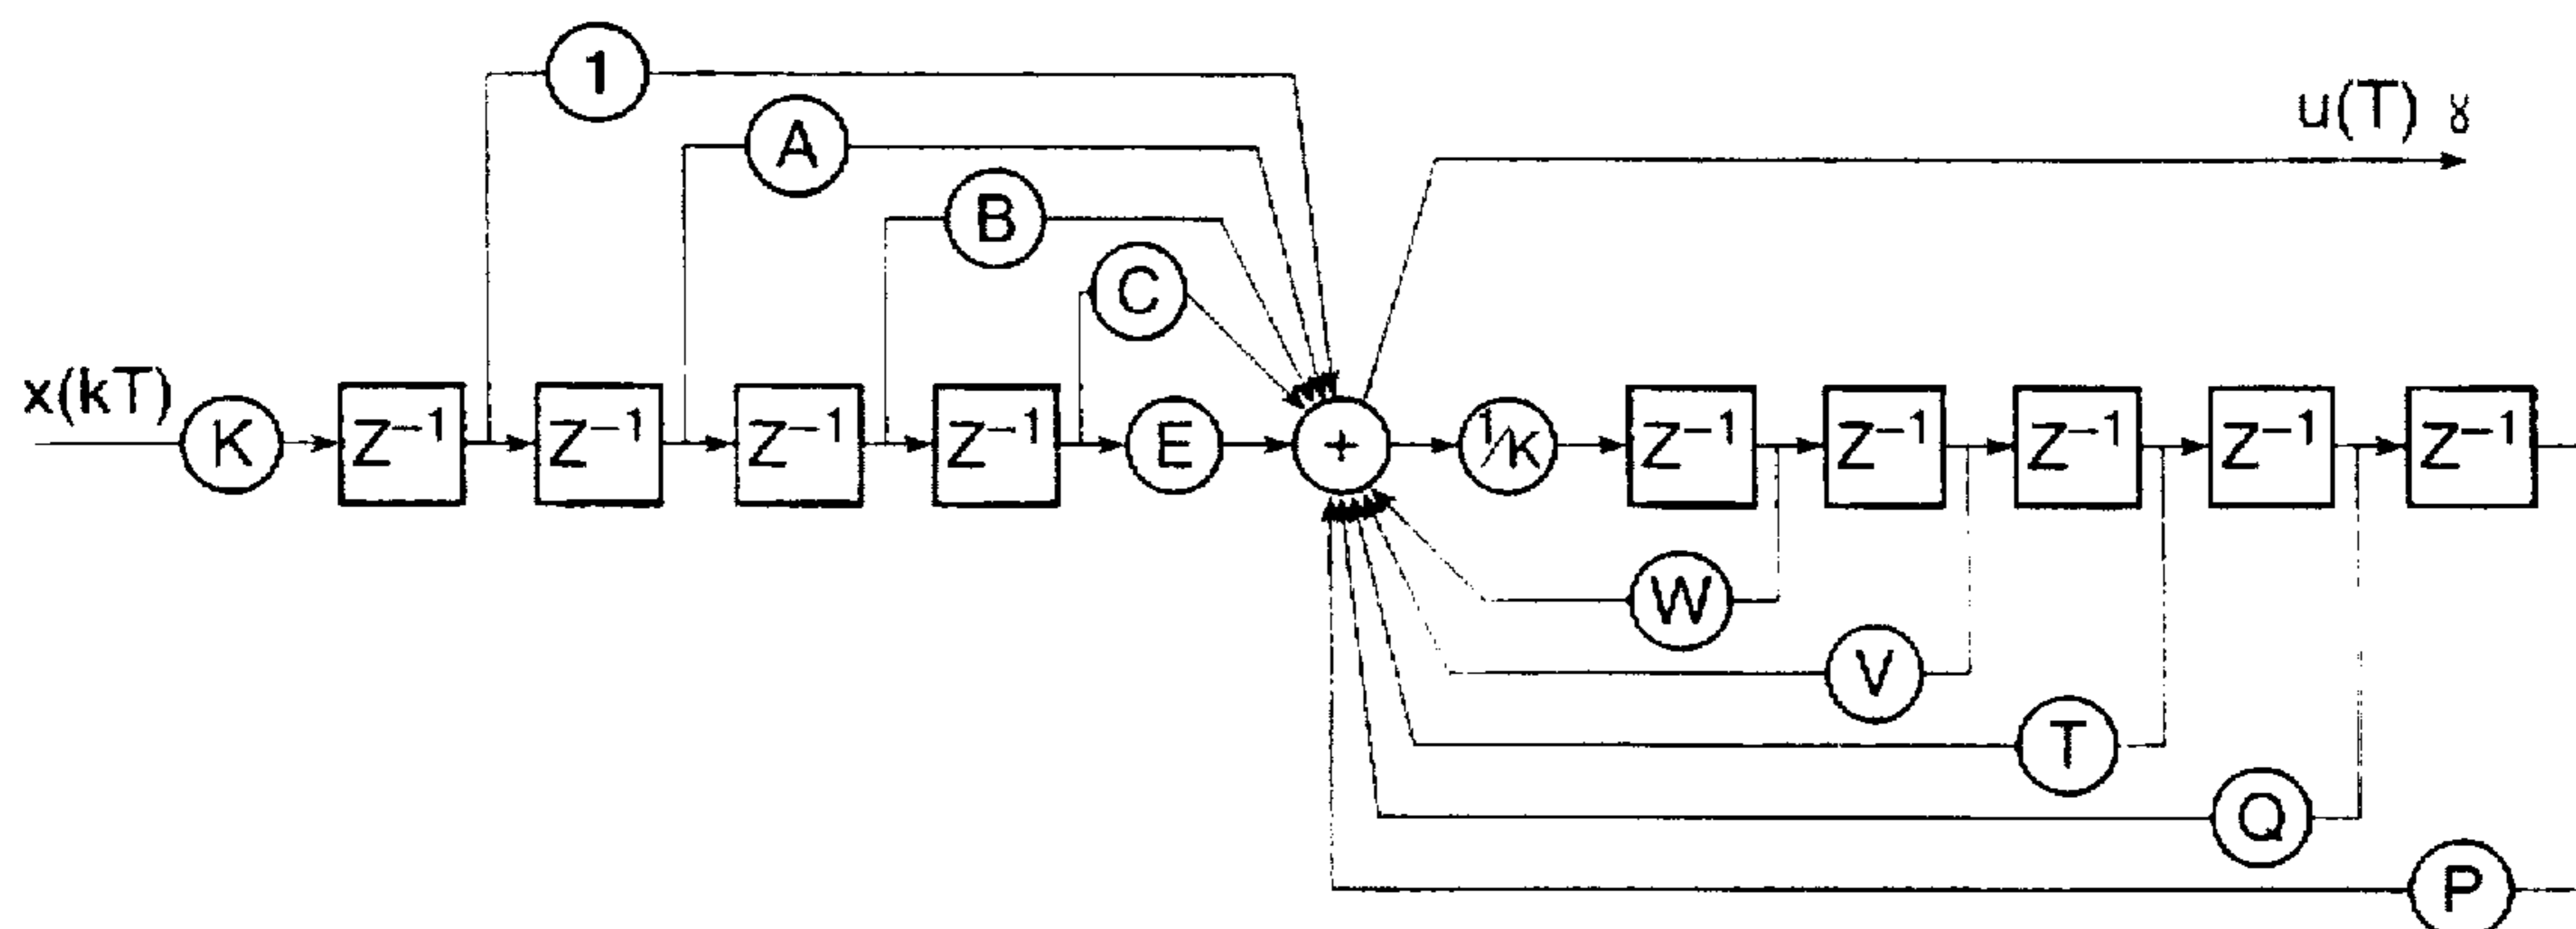 1
A
u(T) ɣ
B
C
x(kT)
K
Z⁻¹
Z⁻¹
Z⁻¹
Z⁻¹
E
+
1/K
Z⁻¹
Z⁻¹
Z⁻¹
Z⁻¹
Z⁻¹
W
V
T
Q
P